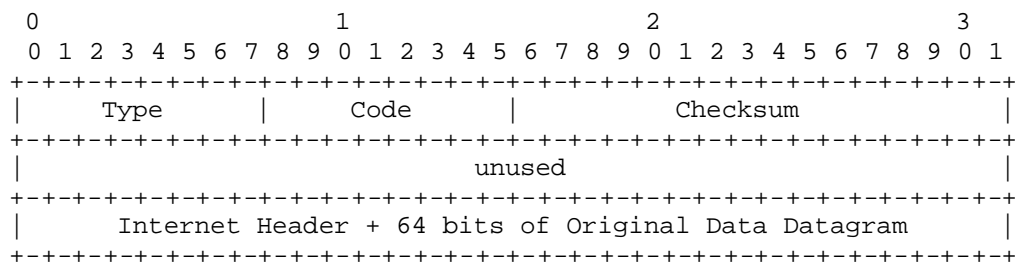 0                   1                   2                   3
 0 1 2 3 4 5 6 7 8 9 0 1 2 3 4 5 6 7 8 9 0 1 2 3 4 5 6 7 8 9 0 1
+-+-+-+-+-+-+-+-+-+-+-+-+-+-+-+-+-+-+-+-+-+-+-+-+-+-+-+-+-+-+-+-+
|     Type      |     Code      |          Checksum             |
+-+-+-+-+-+-+-+-+-+-+-+-+-+-+-+-+-+-+-+-+-+-+-+-+-+-+-+-+-+-+-+-+
|                             unused                            |
+-+-+-+-+-+-+-+-+-+-+-+-+-+-+-+-+-+-+-+-+-+-+-+-+-+-+-+-+-+-+-+-+
|      Internet Header + 64 bits of Original Data Datagram      |
+-+-+-+-+-+-+-+-+-+-+-+-+-+-+-+-+-+-+-+-+-+-+-+-+-+-+-+-+-+-+-+-+